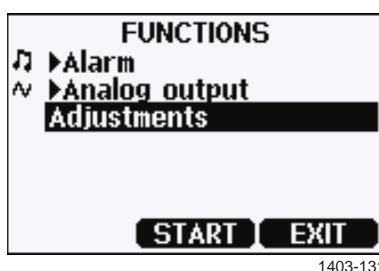 FUNCTIONS
Alarm
Analog output
Adjustments
START EXIT
1403-131